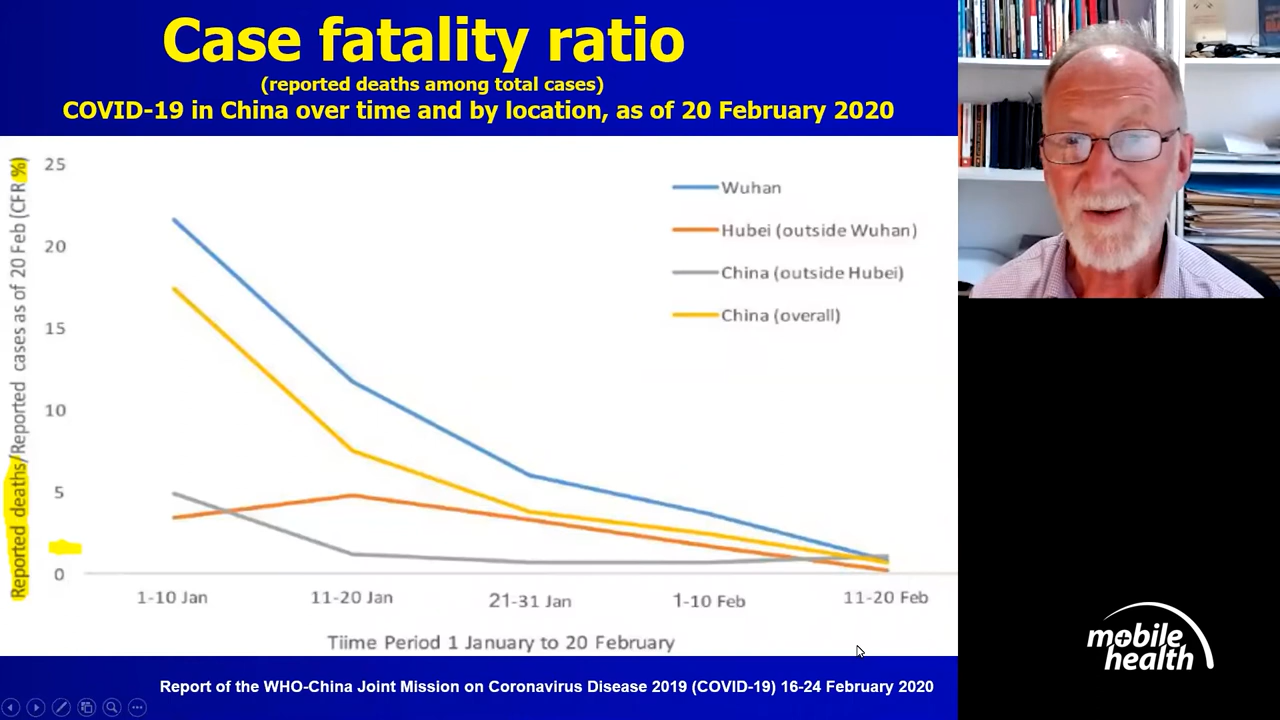 Case fatality ratio
(reported deaths among total cases)
COVID-19 in China over time and by location, as of 20 February 2020
Reported deaths/Reported cases as of 20 Feb (CFR %)
25
20
15
10
5
0
Wuhan
Hubei (outside Wuhan)
China (outside Hubei)
China (overall)
1-10 Jan
11-20 Jan
21-31 Jan
1-10 Feb
11-20 Feb
Tiime Period 1 January to 20 February
Report of the WHO-China Joint Mission on Coronavirus Disease 2019 (COVID-19) 16-24 February 2020
mobile
health